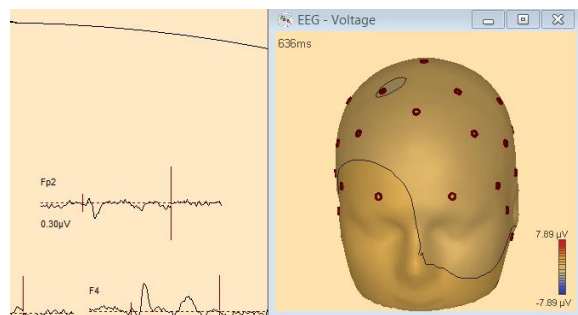 EEG - Voltage
636ms
Fp2
0.30µV
F4
7.89 µV
-7.89 µV